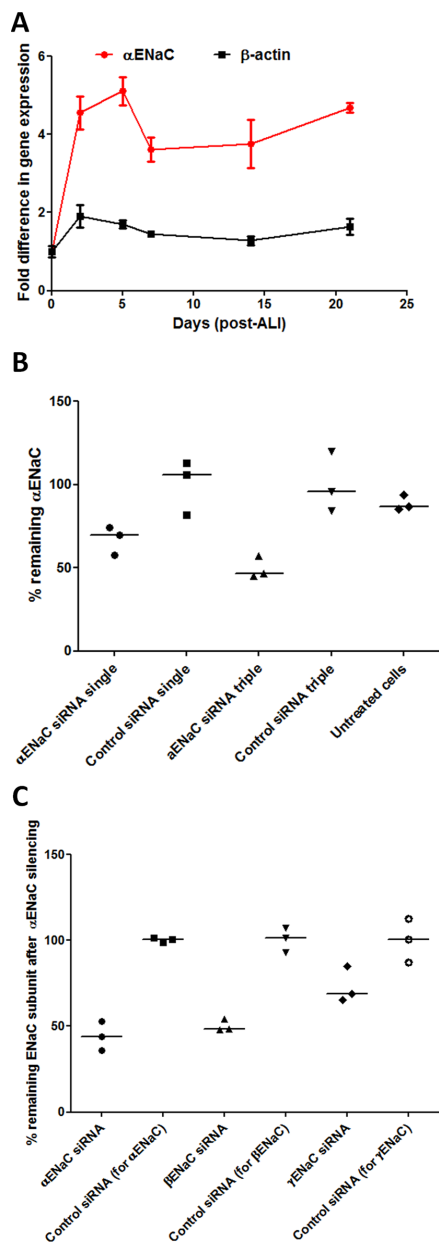 A
αENaC
β-actin
Fold difference in gene expression
6
4
2
0
0
5
10
15
20
25
Days (post-ALI)
B
% remaining αENaC
150
100
50
0
αENaC siRNA single
Control siRNA single
aENaC siRNA triple
Control siRNA triple
Untreated cells
C
% remaining ENaC subunit after αENaC silencing
150
100
50
0
αENaC siRNA
Control siRNA (for αENaC)
βENaC siRNA
Control siRNA (for βENaC)
γENaC siRNA
Control siRNA (for γENaC)